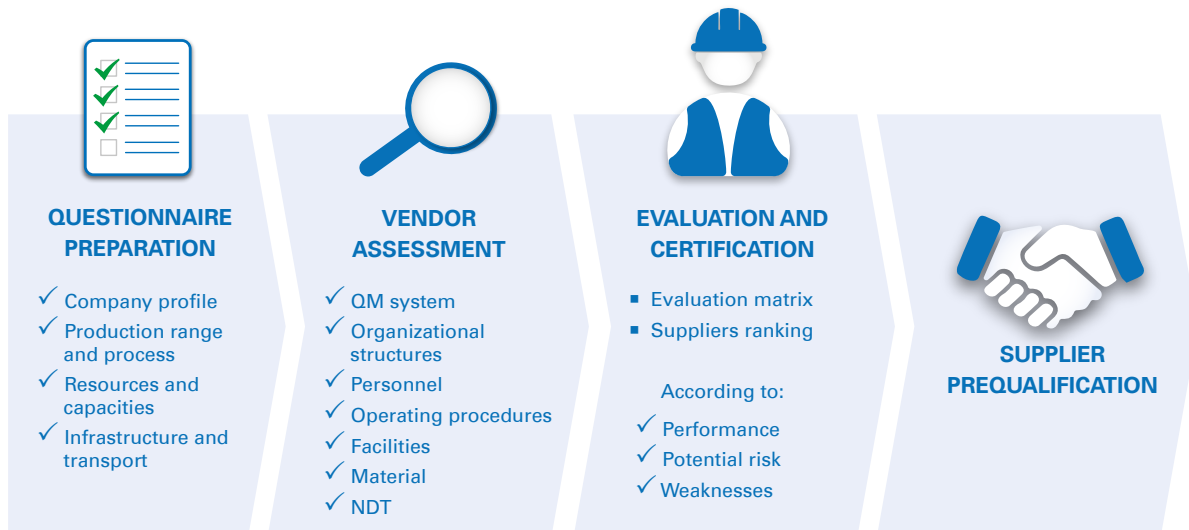 QUESTIONNAIRE
PREPARATION
Company profile
Production range
and process
Resources and
capacities
Infrastructure and
transport
VENDOR
ASSESSMENT
QM system
Organizational
structures
Personnel
Operating procedures
Facilities
Material
NDT
EVALUATION AND
CERTIFICATION
Evaluation matrix
Suppliers ranking
According to:
Performance
Potential risk
Weaknesses
SUPPLIER
PREQUALIFICATION